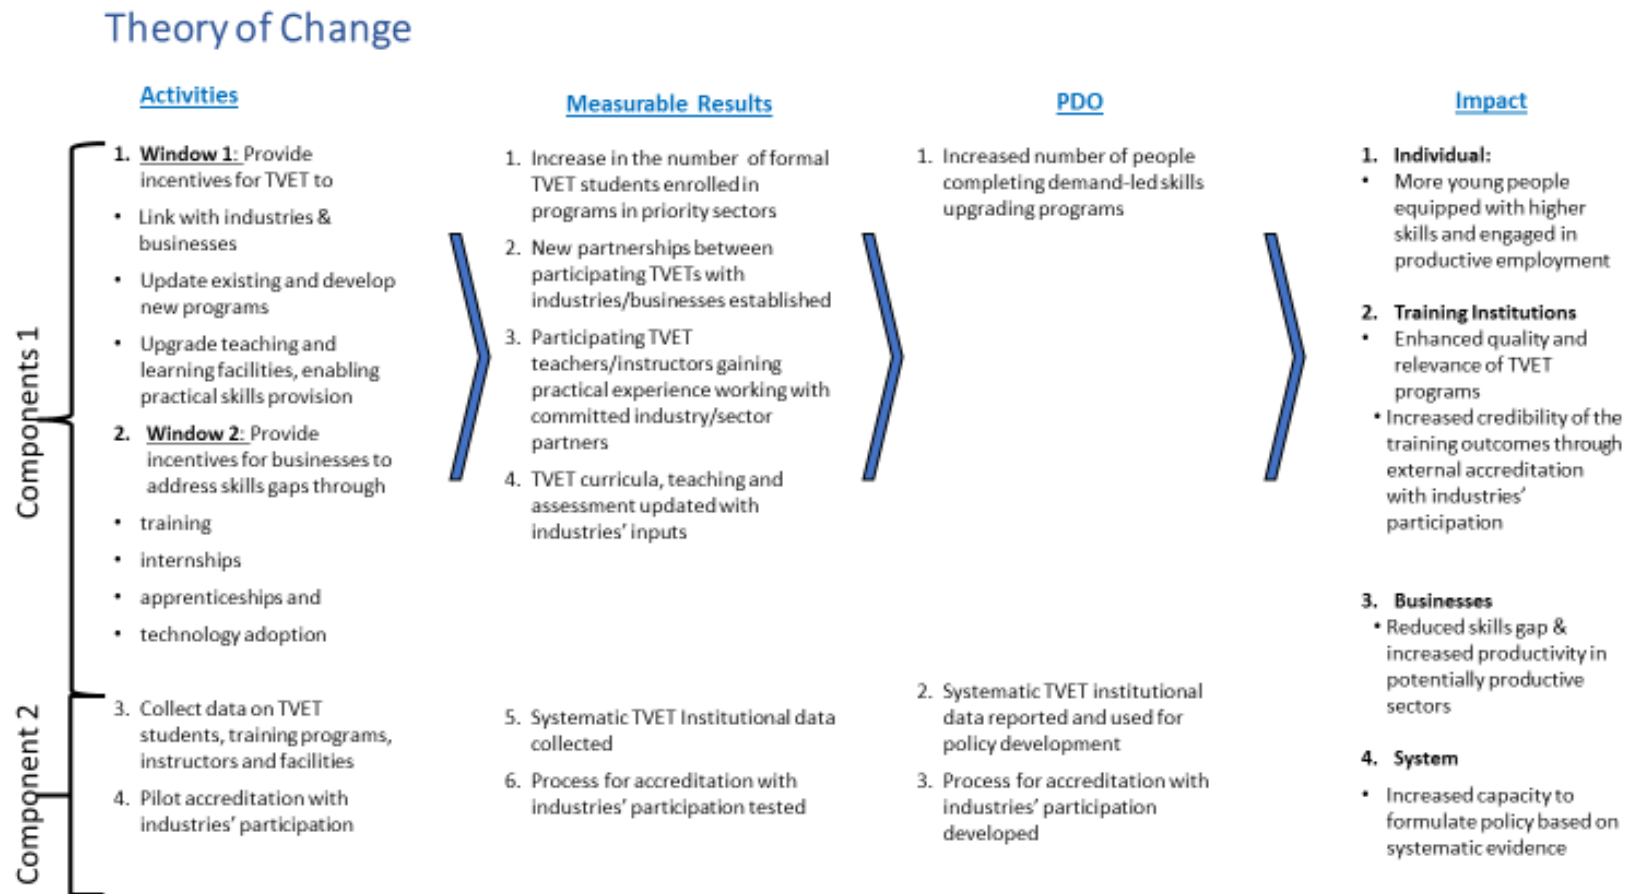 Theory of Change
Activities
1. Window 1: Provide
incentives for TVET to
• Link with industries &
businesses
• Update existing and develop
new programs
• Upgrade teaching and
learning facilities, enabling
practical skills provision
2. Window 2: Provide
incentives for businesses to
address skills gaps through
• training
• internships
• apprenticeships and
• technology adoption
3. Collect data on TVET
students, training programs,
instructors and facilities
4. Pilot accreditation with
industries' participation
Measurable Results
1. Increase in the number of formal
TVET students enrolled in
programs in priority sectors
2. New partnerships between
participating TVETs with
industries/businesses established
3. Participating TVET
teachers/instructors gaining
practical experience working with
committed industry/sector
partners
4. TVET curricula, teaching and
assessment updated with
industries' inputs
5. Systematic TVET Institutional data
collected
6. Process for accreditation with
industries' participation tested
PDO
1. Increased number of people
completing demand-led skills
upgrading programs
2. Systematic TVET institutional
data reported and used for
policy development
3. Process for accreditation with
industries' participation
developed
Impact
1. Individual:
• More young people
equipped with higher
skills and engaged in
productive employment
2. Training Institutions
• Enhanced quality and
relevance of TVET
programs
• Increased credibility of the
training outcomes through
external accreditation
with industries'
participation
3. Businesses
• Reduced skills gap &
increased productivity in
potentially productive
sectors
4. System
• Increased capacity to
formulate policy based on
systematic evidence
Components 1
Component 2